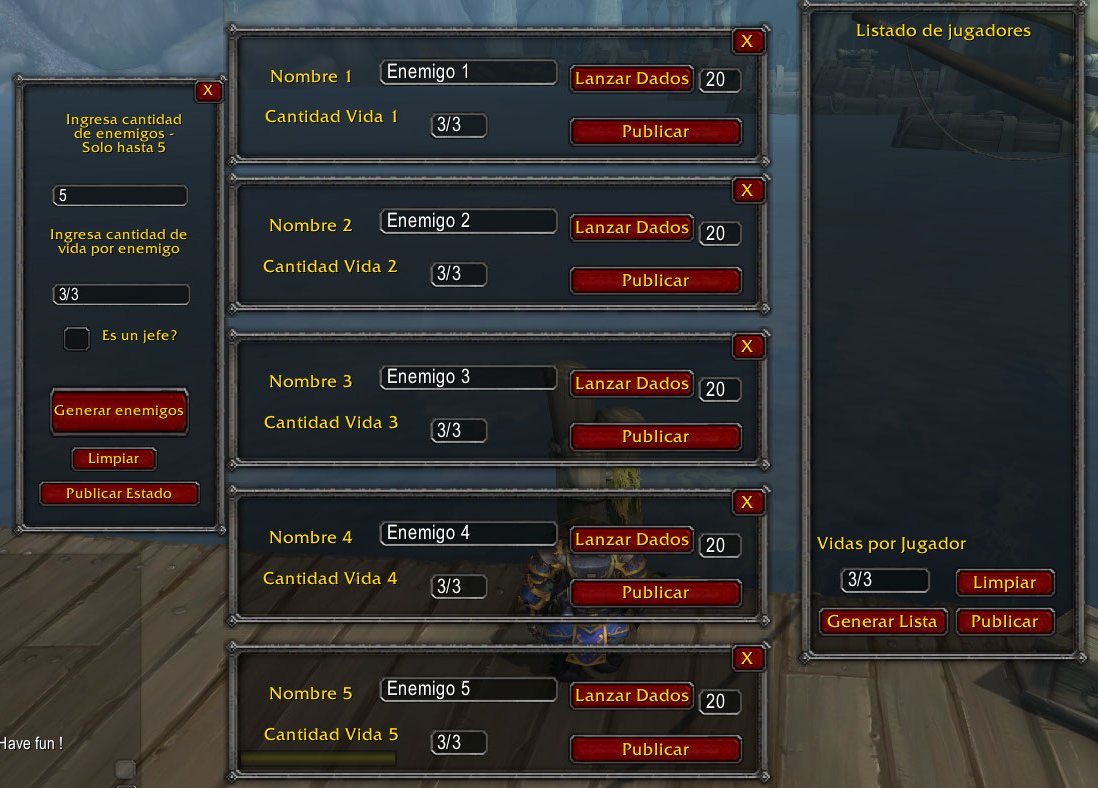 X
Ingresa cantidad
de enemigos -
Solo hasta 5
5
Ingresa cantidad de
vida por enemigo
3/3
Es un jefe?
Generar enemigos
Limpiar
Publicar Estado
X
Nombre 1 Enemigo 1 Lanzar Dados 20
Cantidad Vida 1 3/3 Publicar
X
Nombre 2 Enemigo 2 Lanzar Dados 20
Cantidad Vida 2 3/3 Publicar
X
Nombre 3 Enemigo 3 Lanzar Dados 20
Cantidad Vida 3 3/3 Publicar
X
Nombre 4 Enemigo 4 Lanzar Dados 20
Cantidad Vida 4 3/3 Publicar
X
Nombre 5 Enemigo 5 Lanzar Dados 20
Cantidad Vida 5 3/3 Publicar
Listado de jugadores
Vidas por Jugador
3/3 Limpiar
Generar Lista Publicar
Have fun !